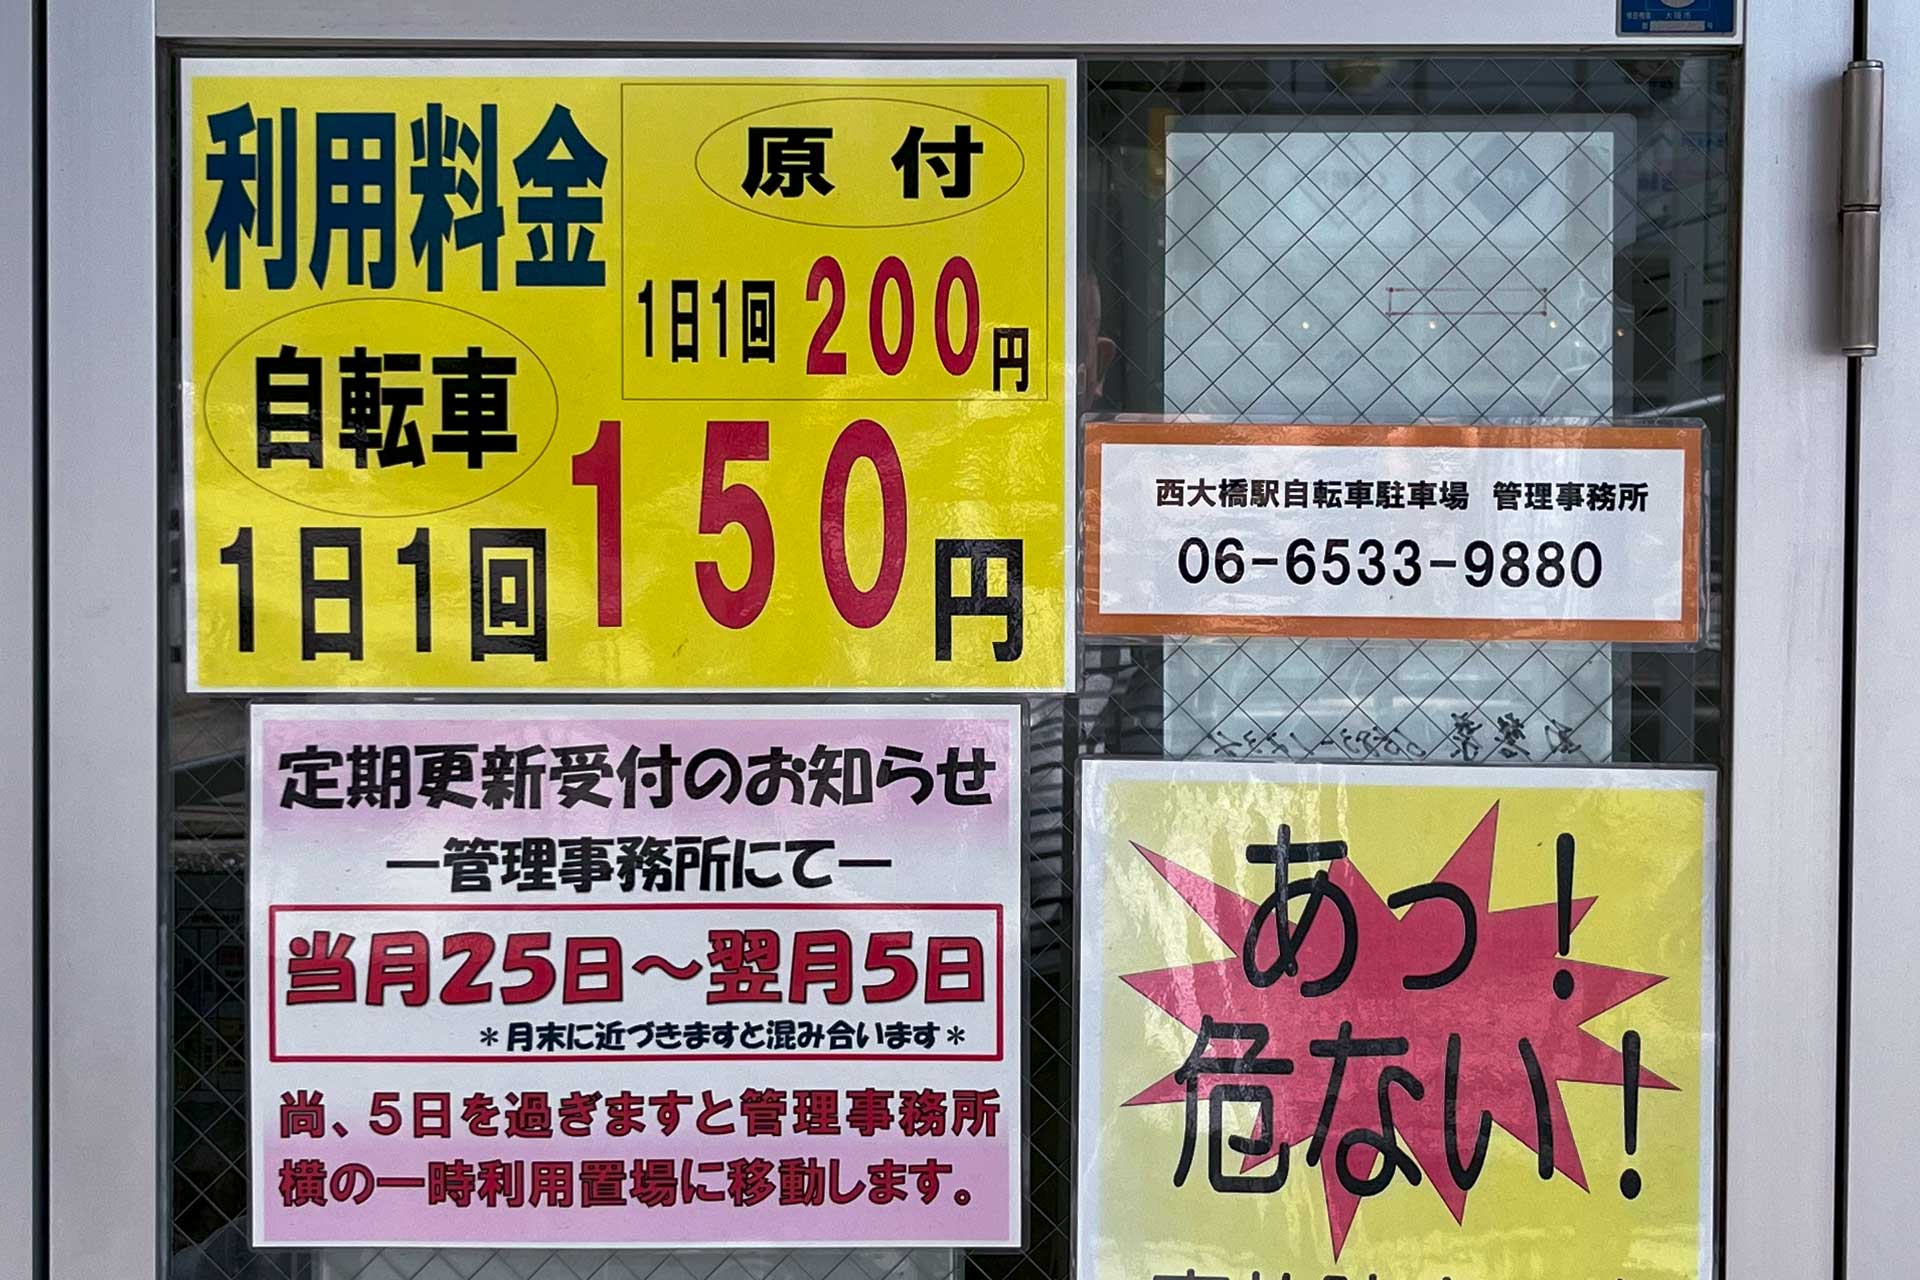 利用料金
原付
1日1回 200円
自転車
1日1回 150円
西大橋駅自転車駐車場 管理事務所
06-6533-9880
定期更新受付のお知らせ
ー管理事務所にてー
当月25日～翌月5日
＊月末に近づきますと混み合います＊
尚、5日を過ぎますと管理事務所
横の一時利用置場に移動します。
あっ！
危ない！